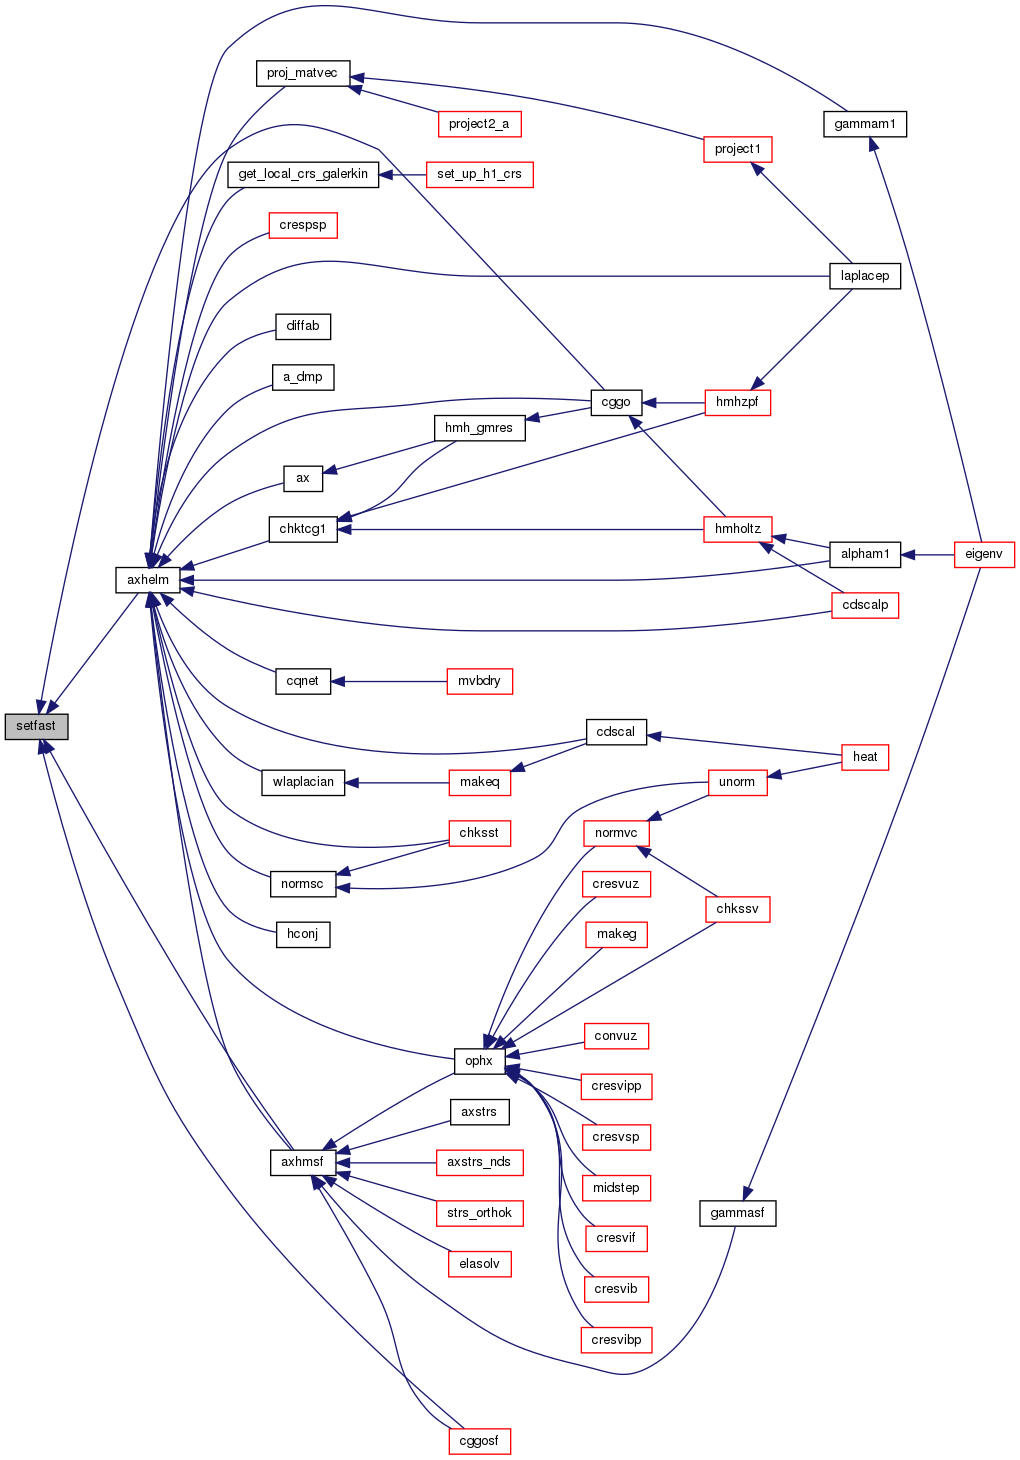 proj_matvec
gammam1
project2_a
project1
get_local_crs_galerkin
set_up_h1_crs
crespsp
laplacep
diffab
a_dmp
cggo
hmhzpf
hmh_gmres
ax
chktcg1
hmholtz
alpham1
eigenv
axhelm
cdscalp
cqnet
mvbdry
setfast
cdscal
heat
wlaplacian
makeq
unorm
chksst
normvc
normsc
cresvuz
chkssv
hconj
makeg
convuz
ophx
cresvipp
axstrs
cresvsp
axhmsf
axstrs_nds
midstep
strs_orthok
gammasf
cresvif
elasolv
cresvib
cresvibp
cggosf